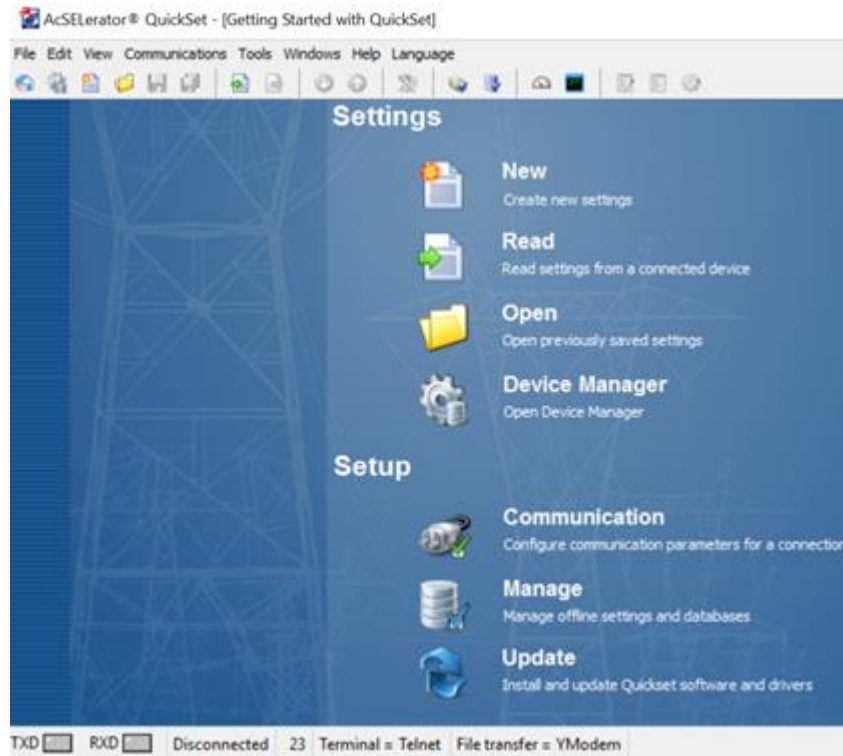 AcSELerator® QuickSet - [Getting Started with QuickSet]
File Edit View Communications Tools Windows Help Language
Settings
New
Create new settings
Read
Read settings from a connected device
Open
Open previously saved settings
Device Manager
Open Device Manager
Setup
Communication
Configure communication parameters for a connection
Manage
Manage offline settings and databases
Update
Install and update Quickset software and drivers
TXD RXD Disconnected 23 Terminal = Telnet File transfer = YModem